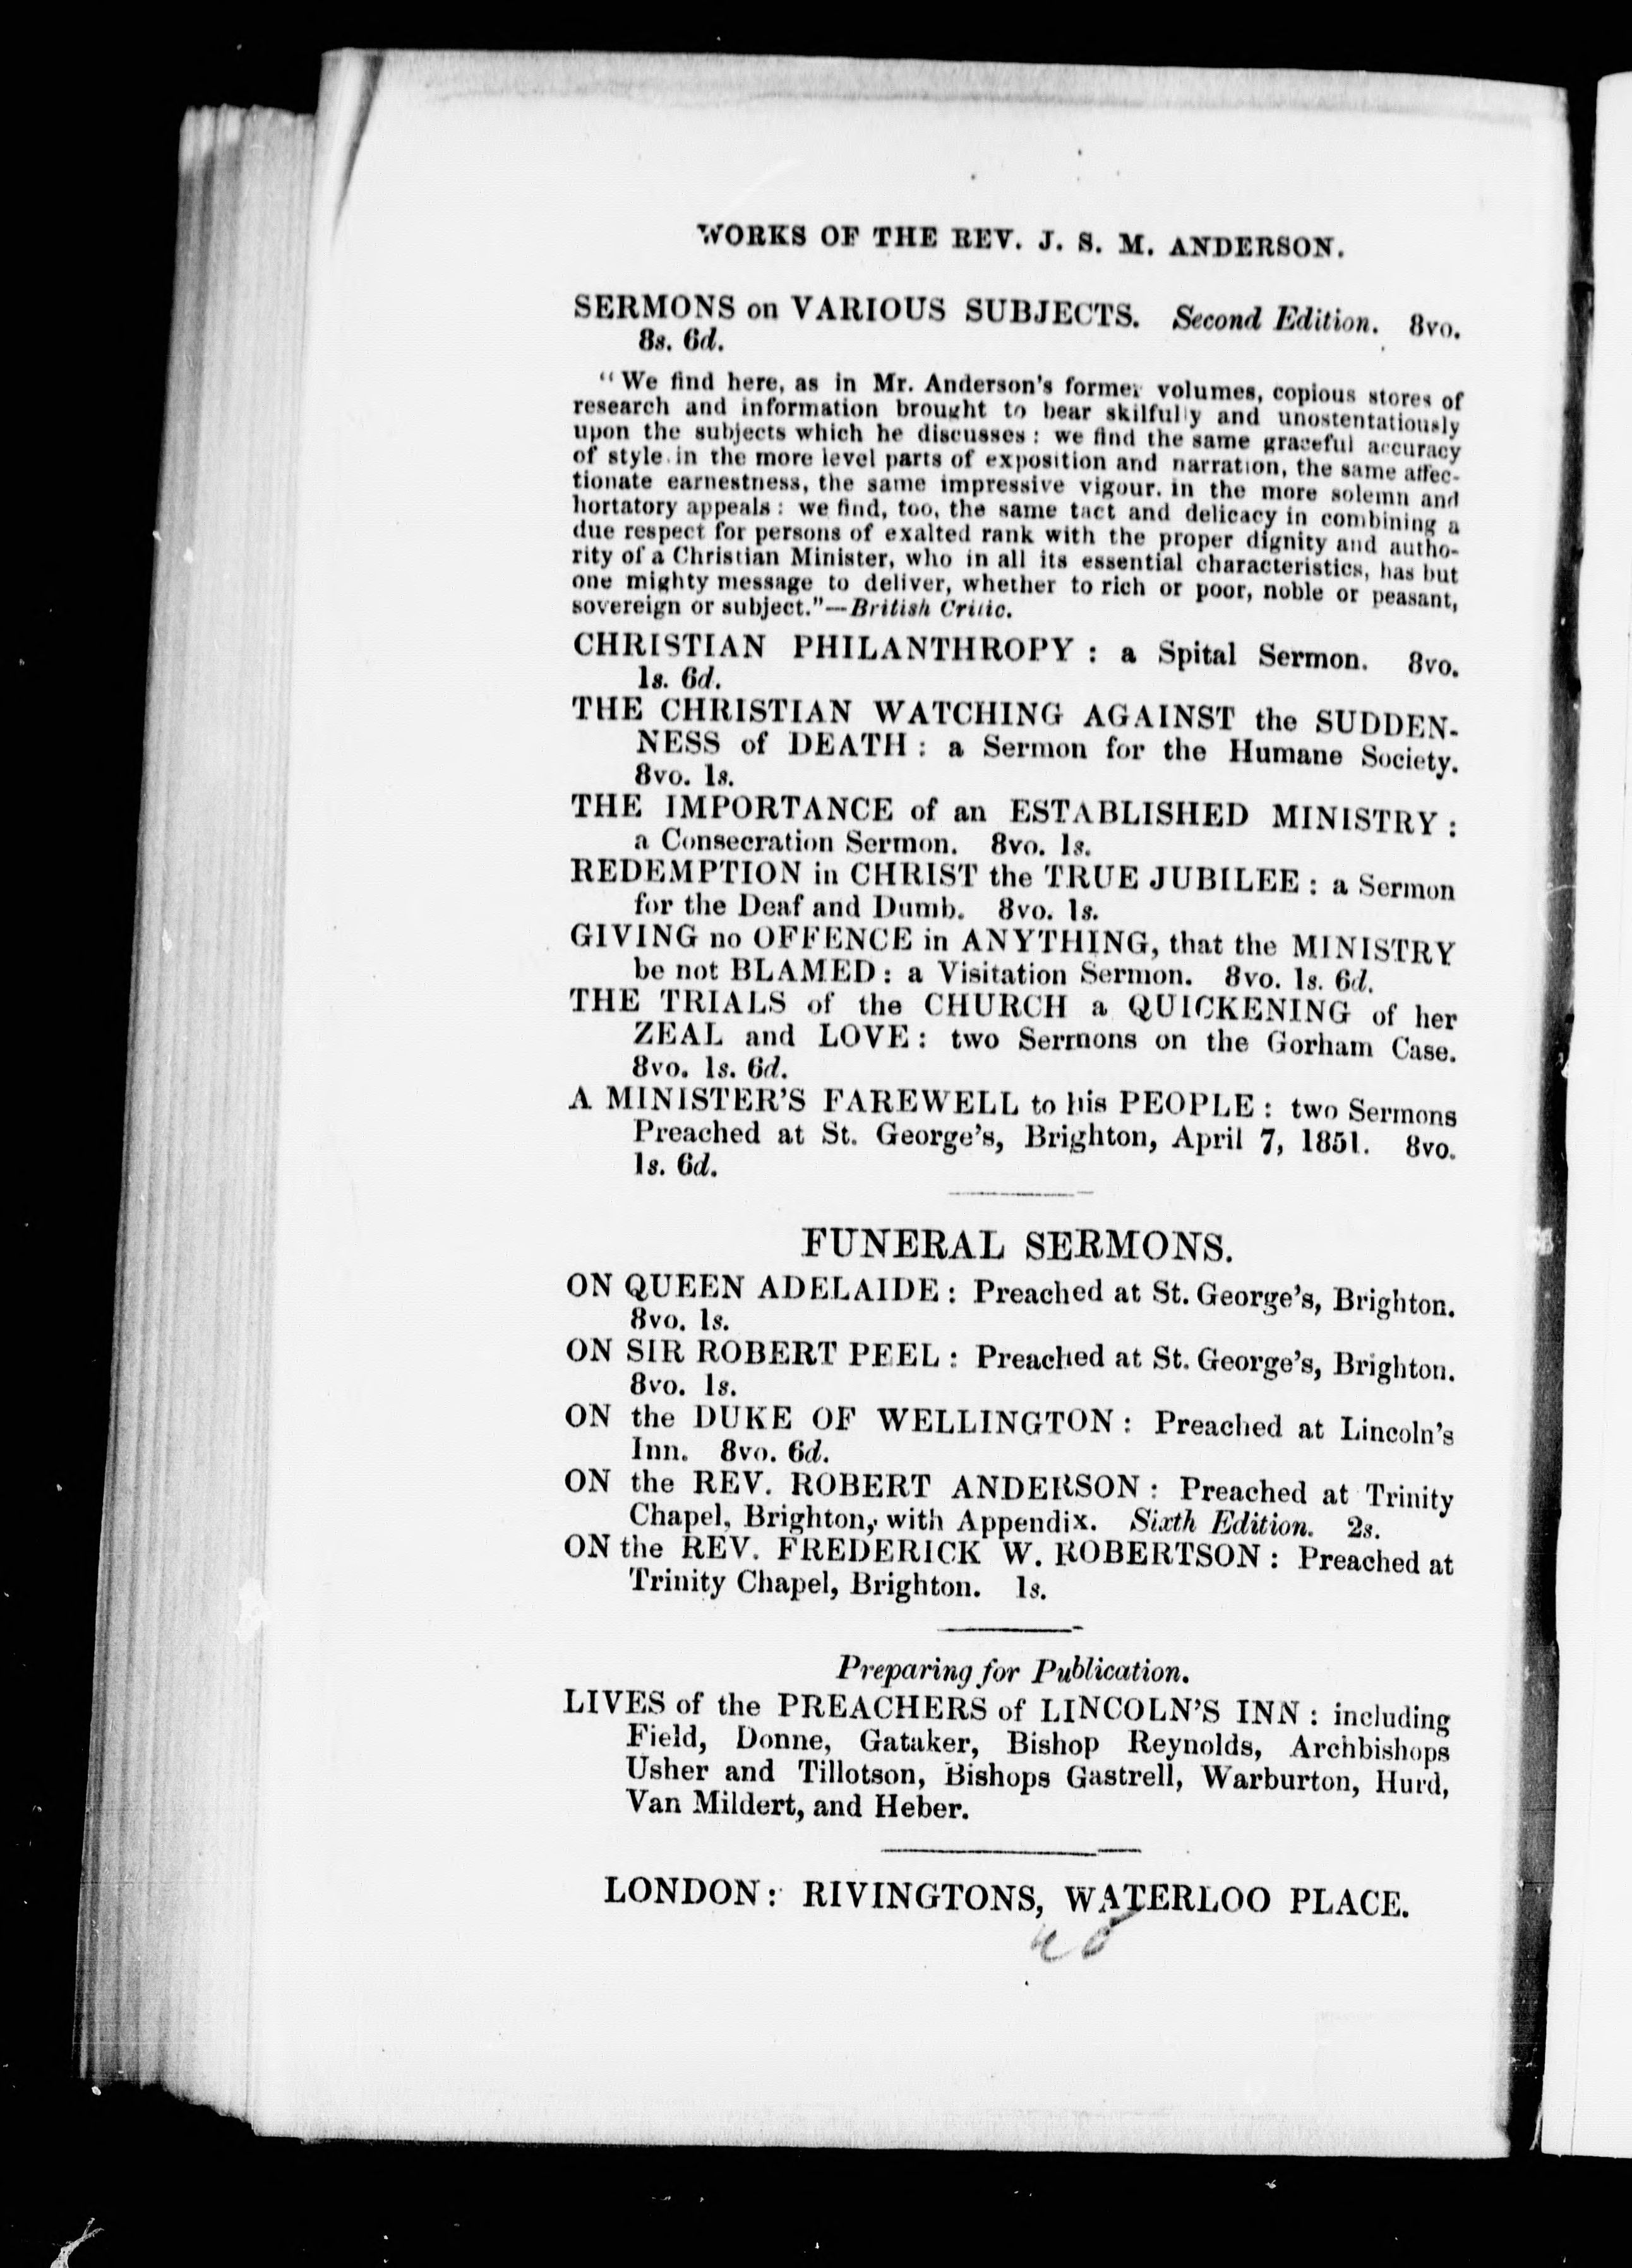 WORKS OF THE REV. J. S. M. ANDERSON.
SERMONS on VARIOUS SUBJECTS. Second Edition. 8vo.
8s. 6d.
"We find here, as in Mr. Anderson's former volumes, copious stores of
research and information brought to bear skilfully and unostentatiously
upon the subjects which he discusses: we find the same graceful accuracy
of style in the more level parts of exposition and narration, the same affec-
tionate earnestness, the same impressive vigour. in the more solemn and
hortatory appeals: we find, too, the same tact and delicacy in combining a
due respect for persons of exalted rank with the proper dignity and autho-
rity of a Christian Minister, who in all its essential characteristics, has but
one mighty message to deliver, whether to rich or poor, noble or peasant,
sovereign or subject."—British Critic.
CHRISTIAN PHILANTHROPY: a Spital Sermon. 8vo.
1s. 6d.
THE CHRISTIAN WATCHING AGAINST the SUDDEN-
NESS of DEATH: a Sermon for the Humane Society.
8vo. 1s.
THE IMPORTANCE of an ESTABLISHED MINISTRY:
a Consecration Sermon. 8vo. 1s.
REDEMPTION in CHRIST the TRUE JUBILEE: a Sermon
for the Deaf and Dumb. 8vo. 1s.
GIVING no OFFENCE in ANYTHING, that the MINISTRY
be not BLAMED: a Visitation Sermon. 8vo. 1s. 6d.
THE TRIALS of the CHURCH a QUICKENING of her
ZEAL and LOVE: two Sermons on the Gorham Case.
8vo. 1s. 6d.
A MINISTER'S FAREWELL to his PEOPLE: two Sermons
Preached at St. George's, Brighton, April 7, 1851. 8vo.
1s. 6d.
FUNERAL SERMONS.
ON QUEEN ADELAIDE: Preached at St. George's, Brighton.
8vo. 1s.
ON SIR ROBERT PEEL: Preached at St. George's, Brighton.
8vo. 1s.
ON the DUKE OF WELLINGTON: Preached at Lincoln's
Inn. 8vo. 6d.
ON the REV. ROBERT ANDERSON: Preached at Trinity
Chapel, Brighton, with Appendix. Sixth Edition. 2s.
ON the REV. FREDERICK W. ROBERTSON: Preached at
Trinity Chapel, Brighton. 1s.
Preparing for Publication.
LIVES of the PREACHERS of LINCOLN'S INN: including
Field, Donne, Gataker, Bishop Reynolds, Archbishops
Usher and Tillotson, Bishops Gastrell, Warburton, Hurd,
Van Mildert, and Heber.
LONDON: RIVINGTONS, WATERLOO PLACE.